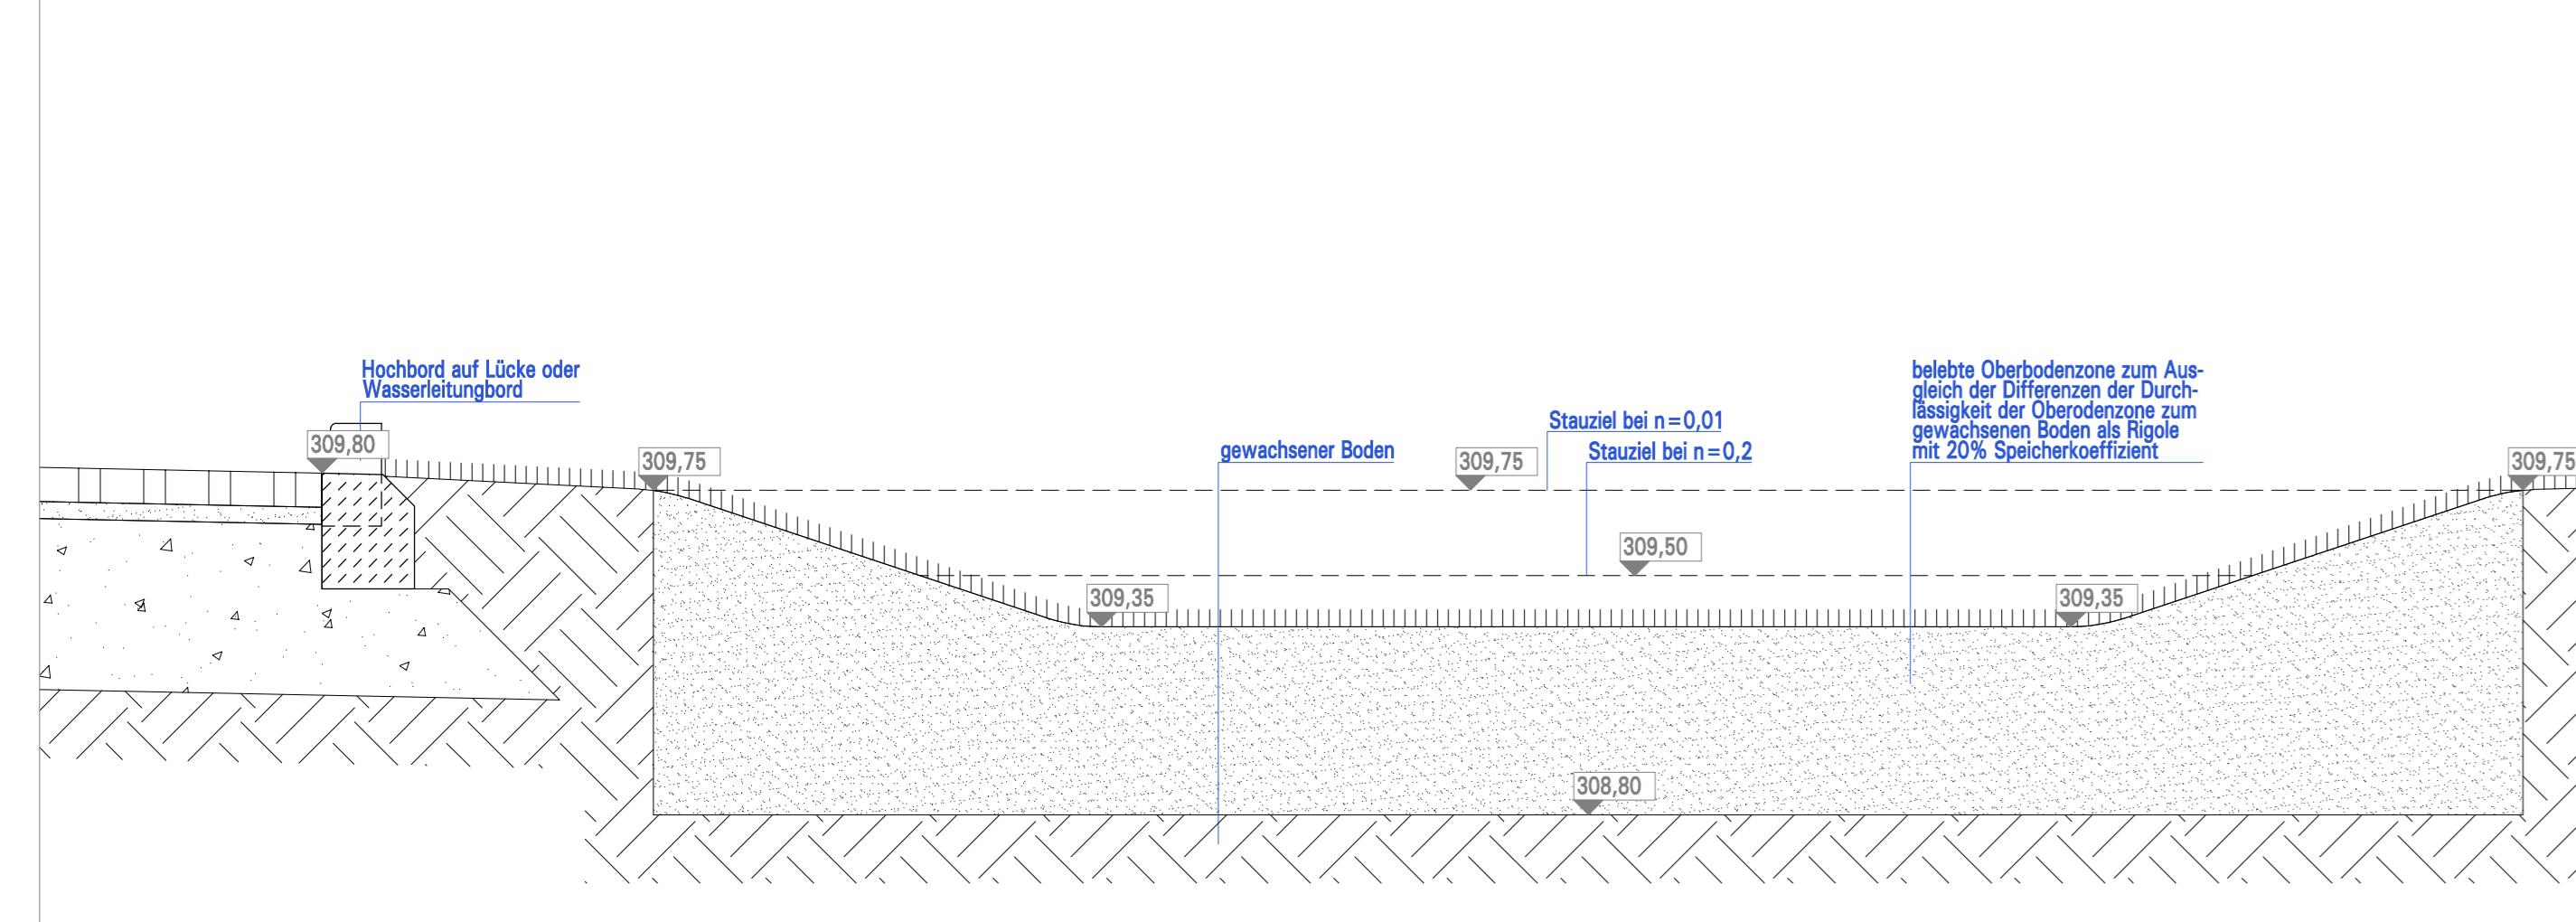 Hochbord auf Lücke oder
Wasserleitungbord
309,80
309,75
gewachsener Boden
309,75
Stauziel bei n=0,01
Stauziel bei n=0,2
belebte Oberbodenzone zum Aus-
gleich der Differenzen der Durch-
lässigkeit der Oberodenzone zum
gewachsenen Boden als Rigole
mit 20% Speicherkoeffizient
309,75
309,50
309,35
309,35
308,80